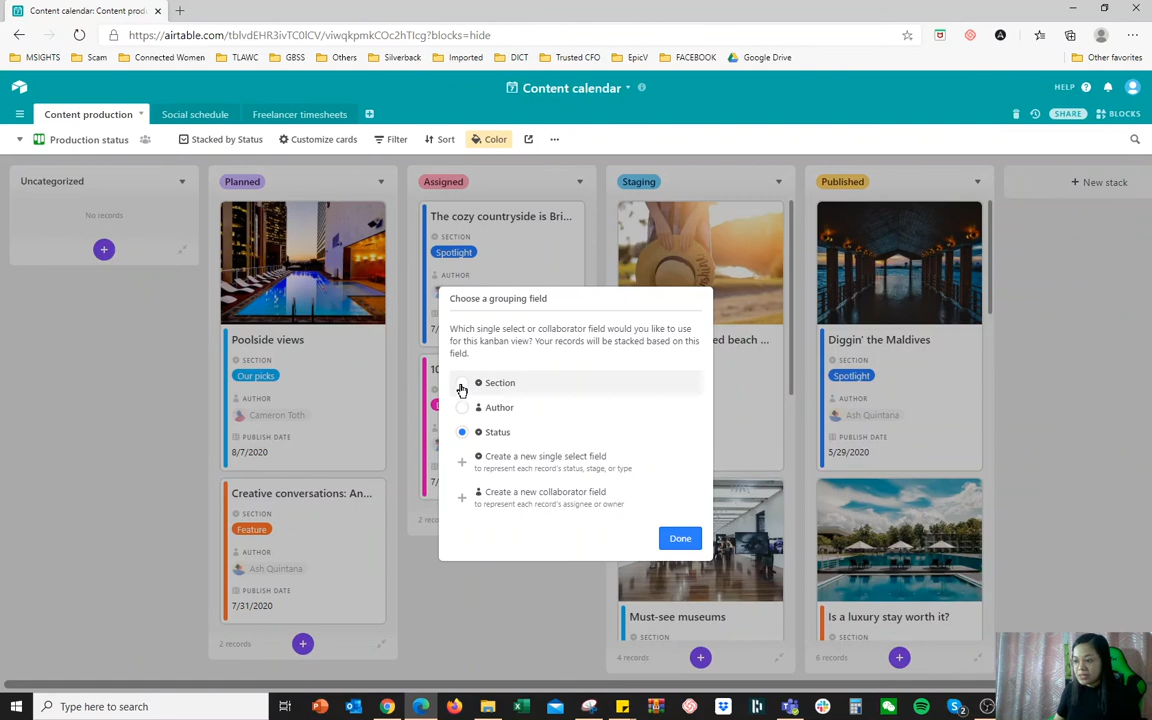 Content calendar: Content prod
https://airtable.com/tblvdEHR3ivTC0lCV/viwqkpmkCOc2hTIcg?blocks=hide
MSIGHTS
Scam
Connected Women
TLAWC
GBSS
Others
Silverback
Imported
DICT
Trusted CFO
EpicV
FACEBOOK
Google Drive
Other favorites
Content calendar
HELP
Content production
Social schedule
Freelancer timesheets
SHARE
BLOCKS
Production status
Stacked by Status
Customize cards
Filter
Sort
Color
Uncategorized
No records
Planned
Poolside views
SECTION
Our picks
AUTHOR
Cameron Toth
PUBLISH DATE
8/7/2020
Creative conversations: An...
SECTION
Feature
AUTHOR
Ash Quintana
PUBLISH DATE
7/31/2020
2 records
Assigned
The cozy countryside is Bri...
SECTION
Spotlight
AUTHOR
7/
10
7/
2 reco
Choose a grouping field
Which single select or collaborator field would you like to use
for this kanban view? Your records will be stacked based on this
field.
Section
Author
Status
Create a new single select field
to represent each record's status, stage, or type
Create a new collaborator field
to represent each record's assignee or owner
Done
Staging
ed beach ...
Must-see museums
SECTION
4 records
Published
Diggin' the Maldives
SECTION
Spotlight
AUTHOR
Ash Quintana
PUBLISH DATE
5/29/2020
Is a luxury stay worth it?
SECTION
6 records
New stack
Type here to search